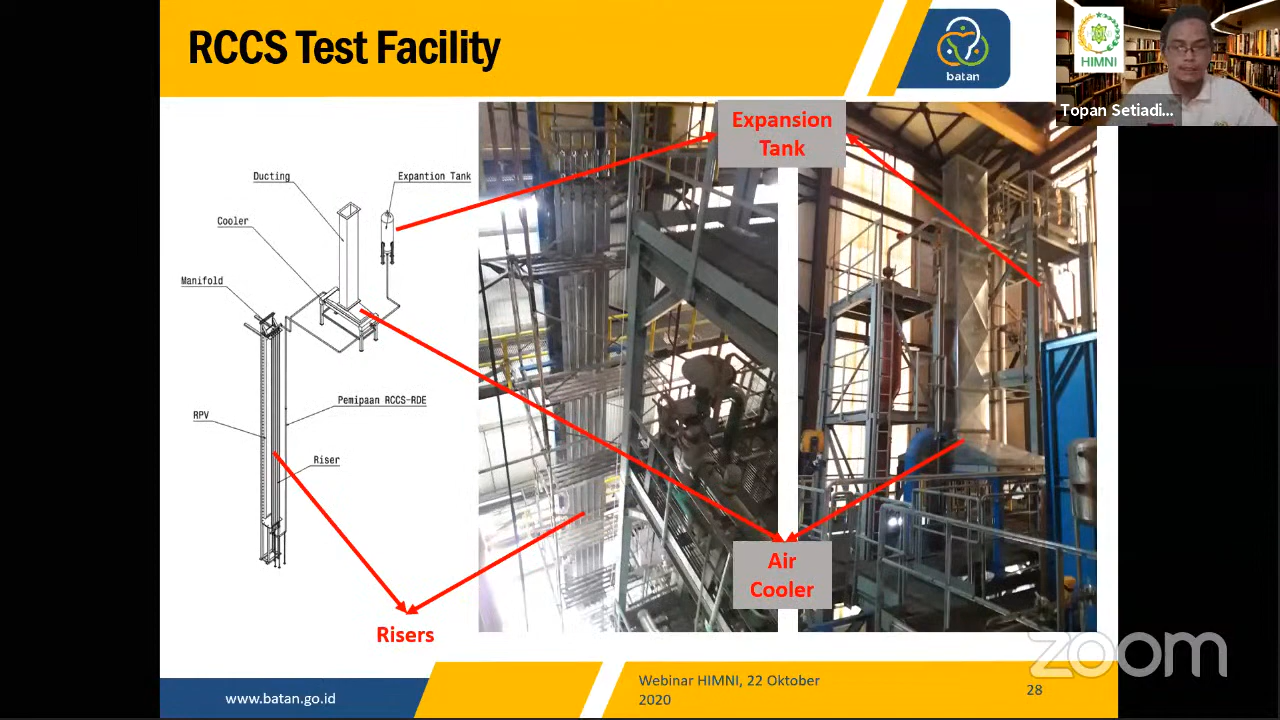 RCCS Test Facility
batan
HIMNI
Topan Setiadi...
Expansion
Tank
Ducting
Expantion Tank
Cooler
Manifold
Pemipaan RCCS-RDE
RPV
Riser
Air
Cooler
Risers
zoom
www.batan.go.id
Webinar HIMNI, 22 Oktober
2020
28